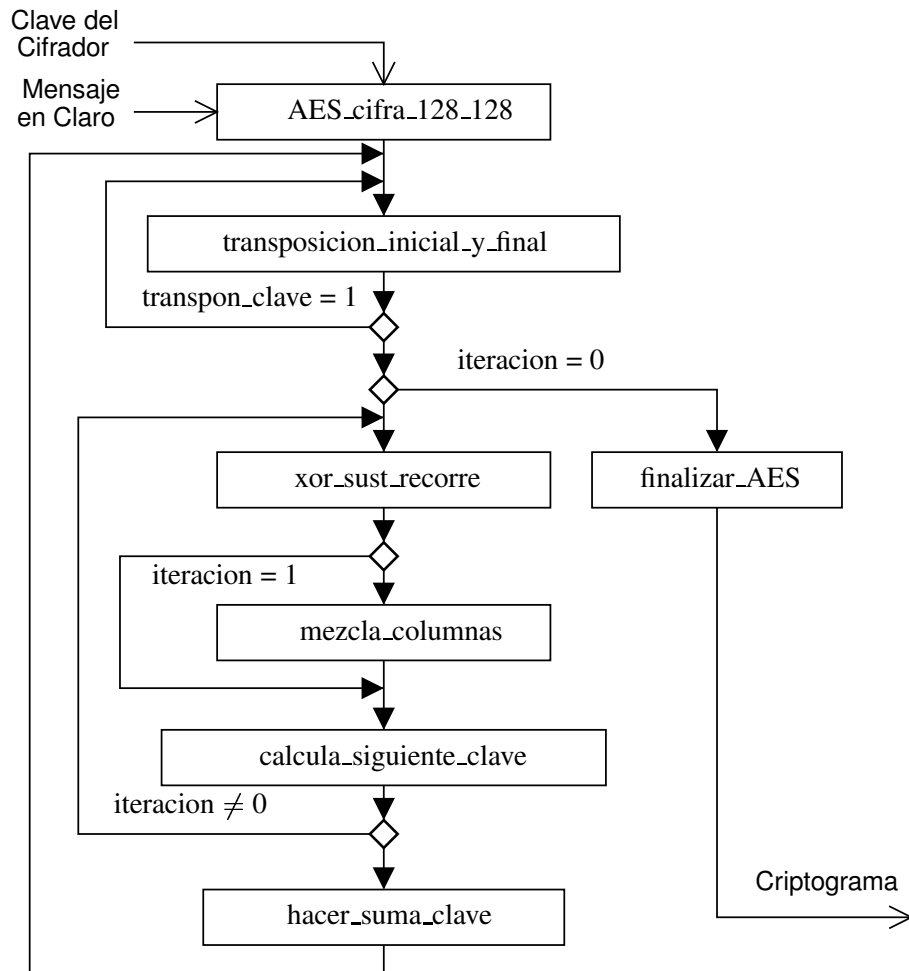 Clave del
Cifrador
Mensaje
en Claro
AES_cifra_128_128
transposicion_inicial_y_final
transpon_clave = 1
iteracion = 0
xor_sust_recorre
finalizar_AES
iteracion = 1
mezcla_columnas
calcula_siguiente_clave
iteracion ≠ 0
Criptograma
hacer_suma_clave